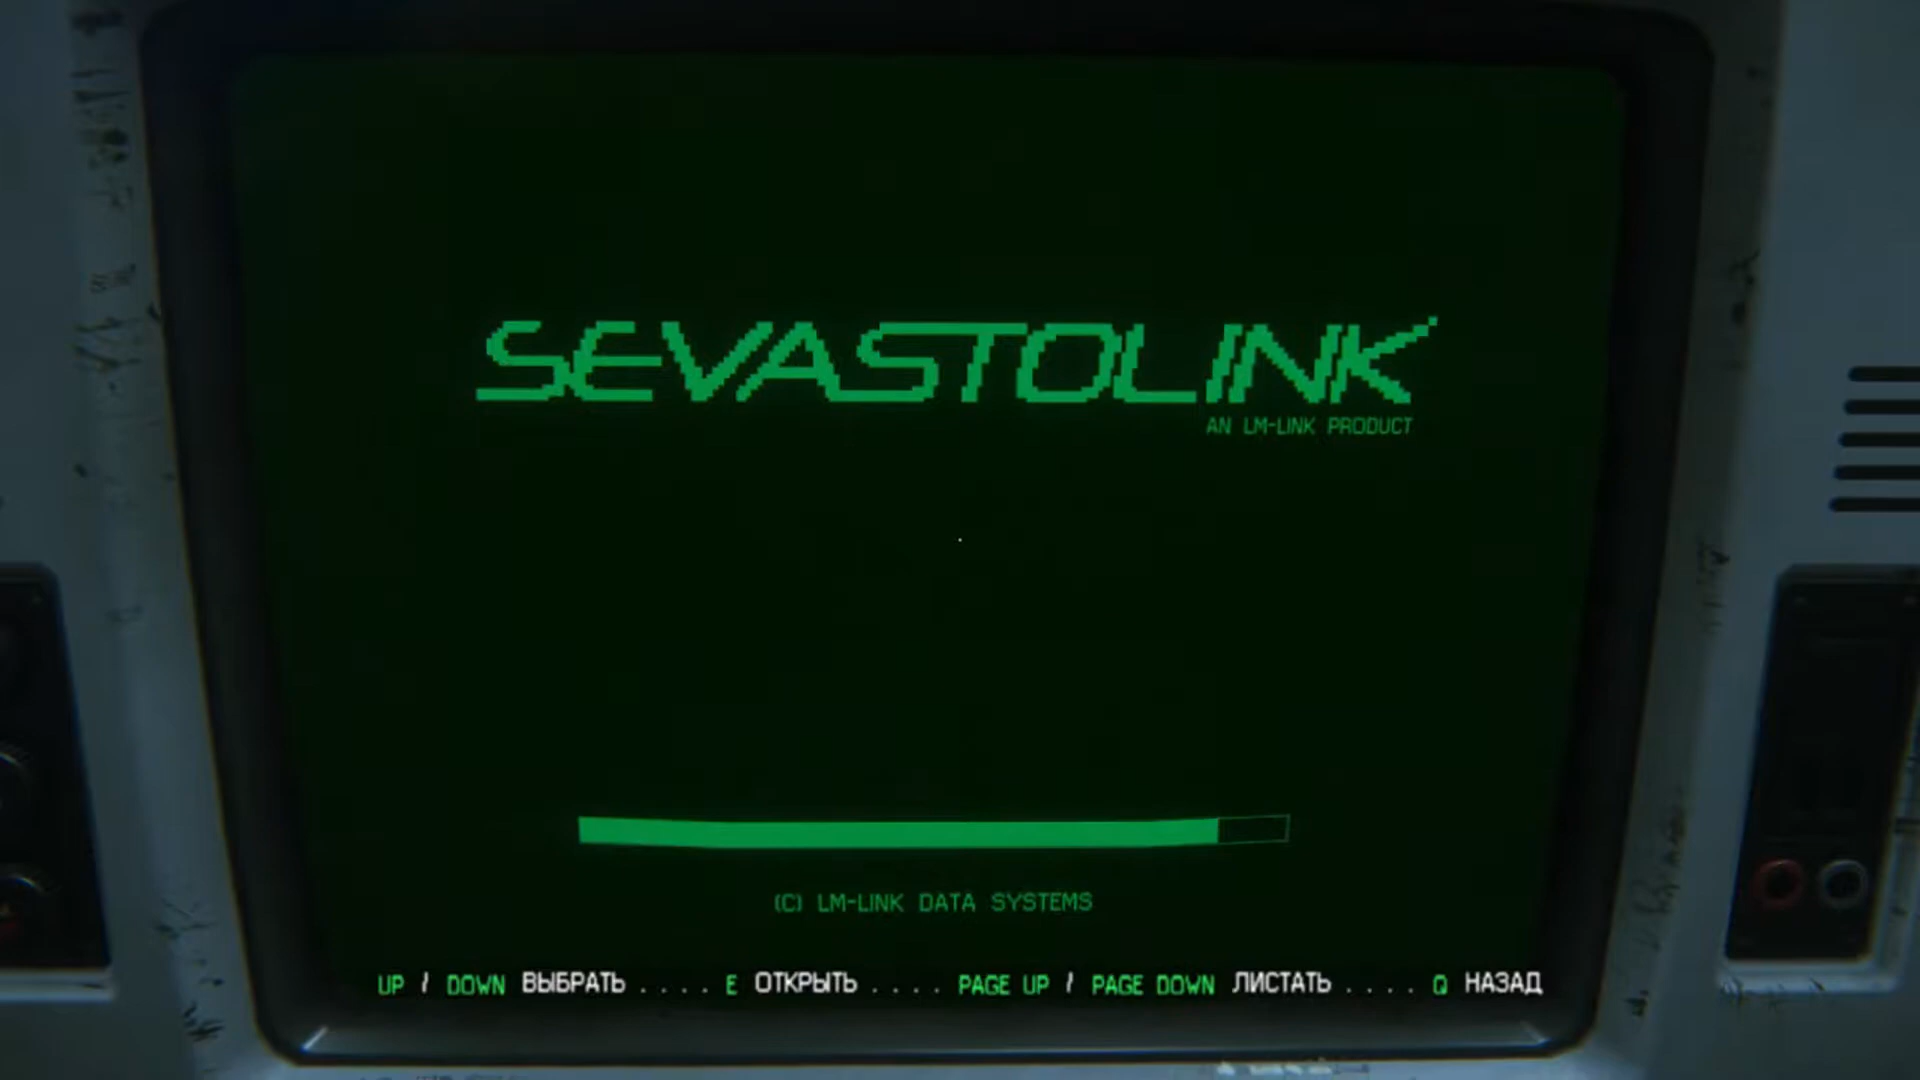 SEVASTOLINK
AN LM-LINK PRODUCT
(C) LM-LINK DATA SYSTEMS
UP / DOWN ВЫБРАТЬ .... E ОТКРЫТЬ .... PAGE UP / PAGE DOWN ЛИСТАТЬ .... Q НАЗАД